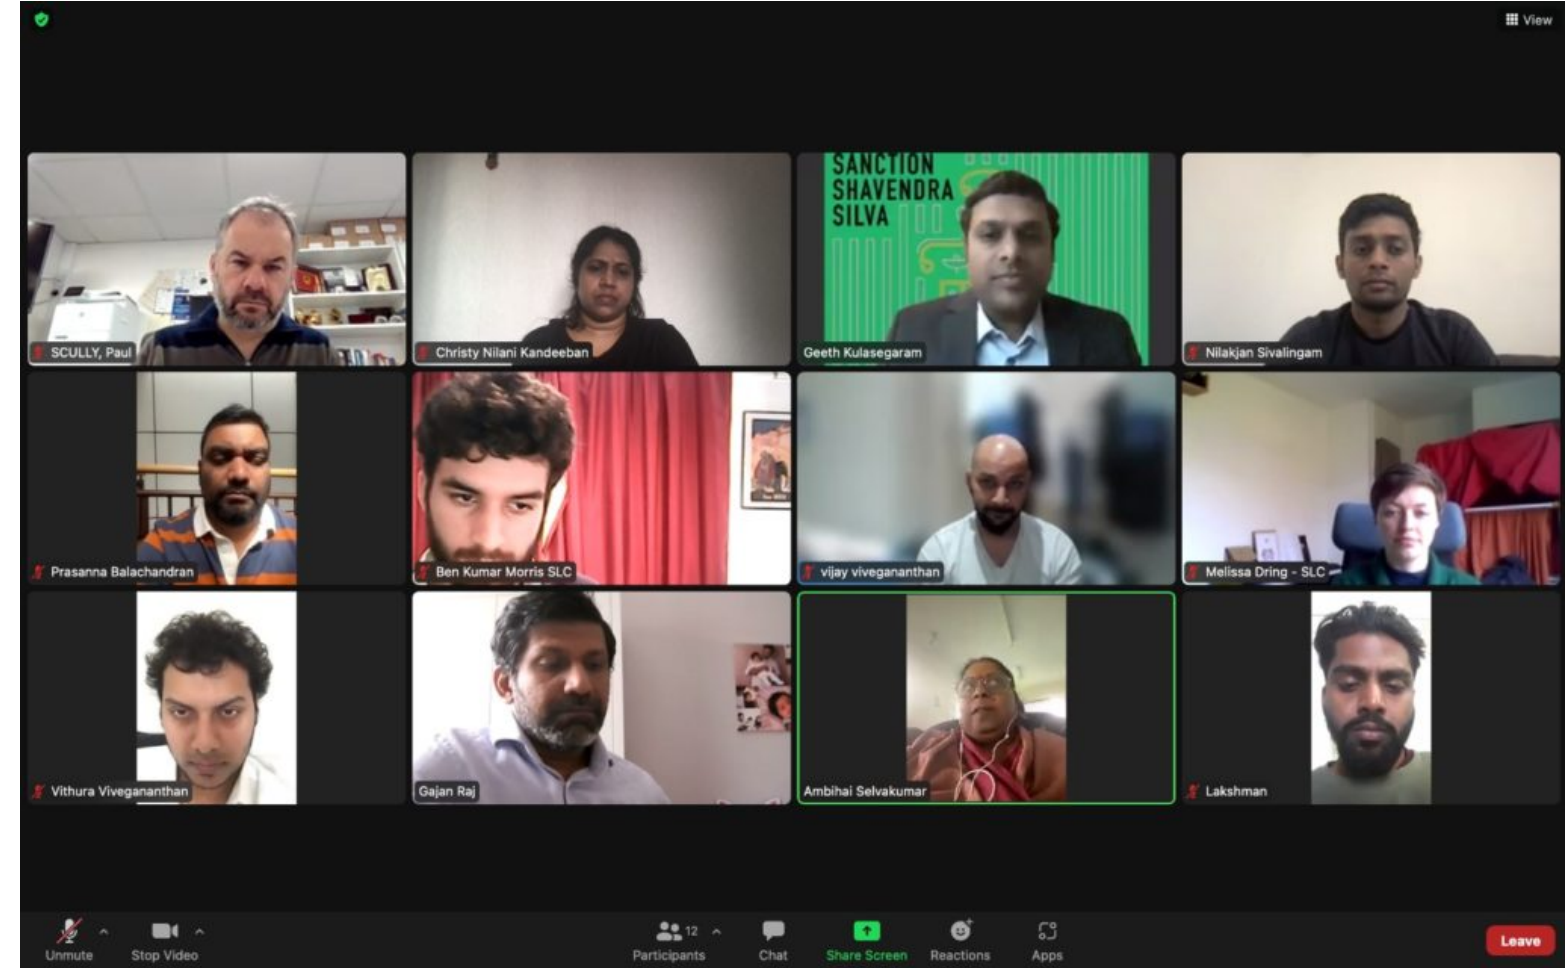 View
SANCTION
SHAVENDRA
SILVA
SCULLY, Paul
Christy Nilani Kandeeban
Geeth Kulasegaram
Nilakjan Sivalingam
Prasanna Balachandran
Ben Kumar Morris SLC
vijay vivegananthan
Melissa Dring - SLC
Vithura Vivegananthan
Gajan Raj
Ambihai Selvakumar
Lakshman
Unmute
Stop Video
12
Participants
Chat
Share Screen
Reactions
Apps
Leave